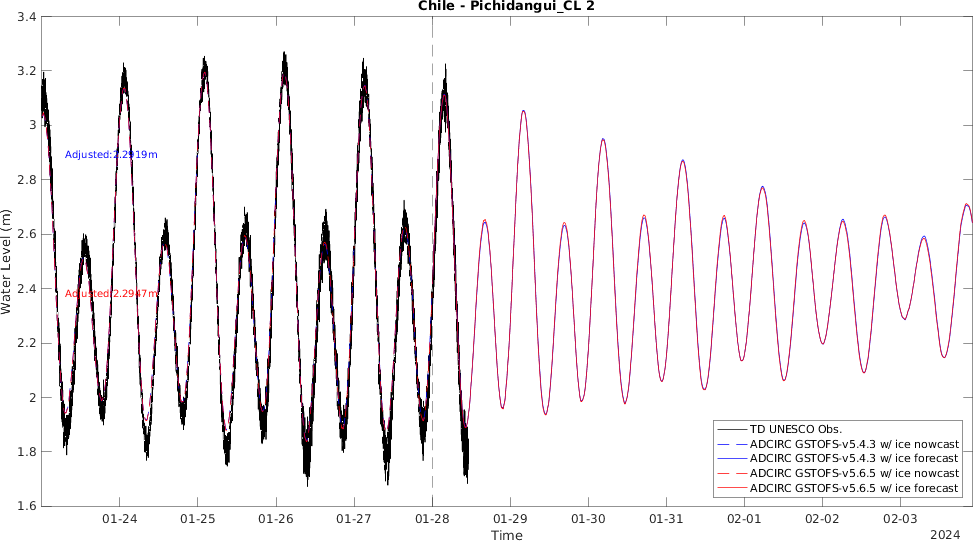 Chile - Pichidangui_CL 2
3.4
3.2
3
2.8
2.6
2.4
2.2
2
1.8
1.6
Water Level (m)
Adjusted:2.2919m
Adjusted:2.2947m
TD UNESCO Obs.
ADCIRC GSTOFS-v5.4.3 w/ ice nowcast
ADCIRC GSTOFS-v5.4.3 w/ ice forecast
ADCIRC GSTOFS-v5.6.5 w/ ice nowcast
ADCIRC GSTOFS-v5.6.5 w/ ice forecast
01-24 01-25 01-26 01-27 01-28 01-29 01-30 01-31 02-01 02-02 02-03
Time
2024